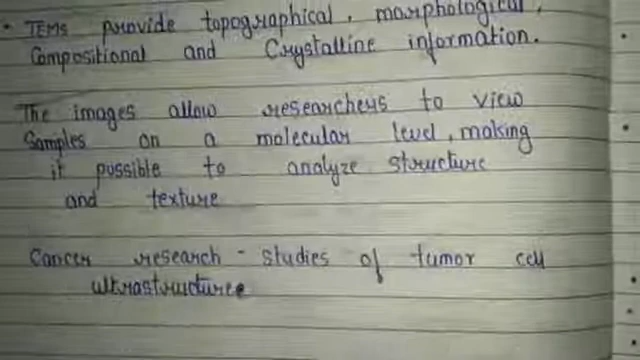 • TEMs provide topographical, morphological,
Compositional and Crystalline information.
The images allow researchers to view
Samples on a molecular level, making
it possible to analyze structure
and texture
Cancer research - studies of tumor cell
ultrastructure